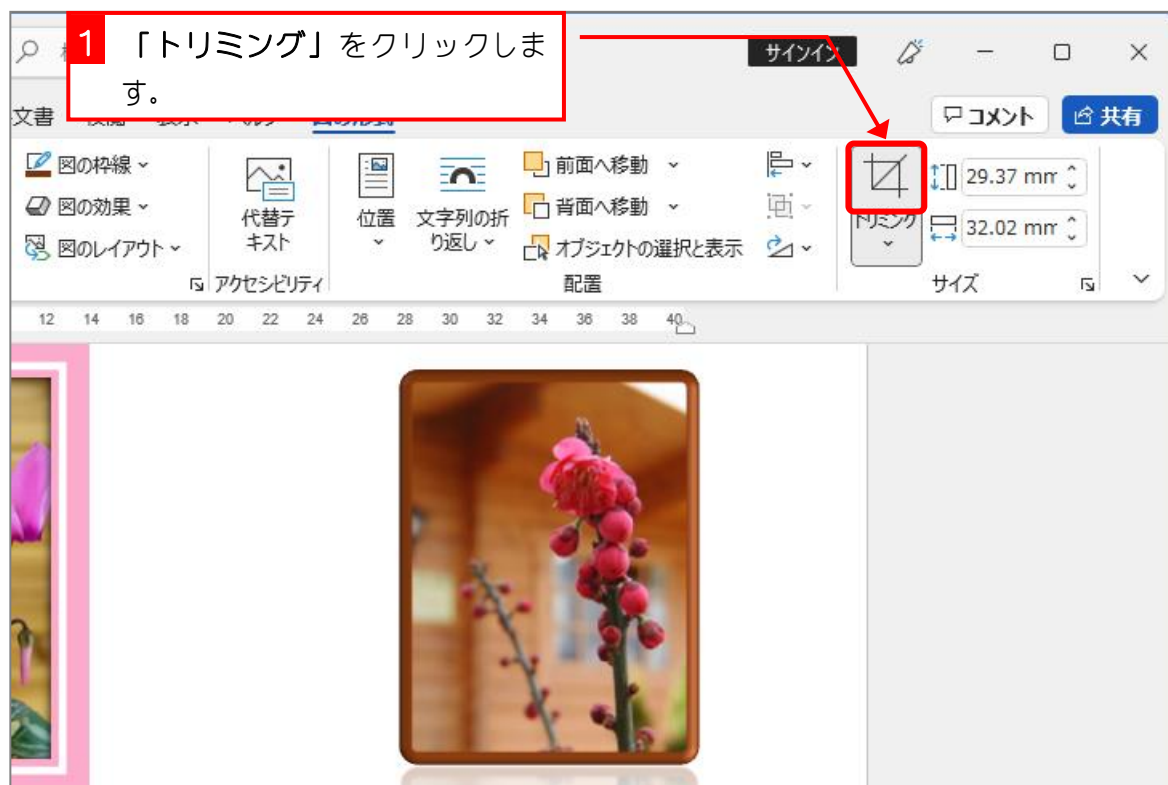 1 「トリミング」をクリックしま
す。
サインイン
文書
コメント 共有
図の枠線
図の効果
図のレイアウト
代替テ
キスト
アクセシビリティ
位置
文字列の折
り返し
前面へ移動
背面へ移動
オブジェクトの選択と表示
配置
トリミング
29.37 mm
32.02 mm
サイズ
12 14 16 18 20 22 24 26 28 30 32 34 36 38 40